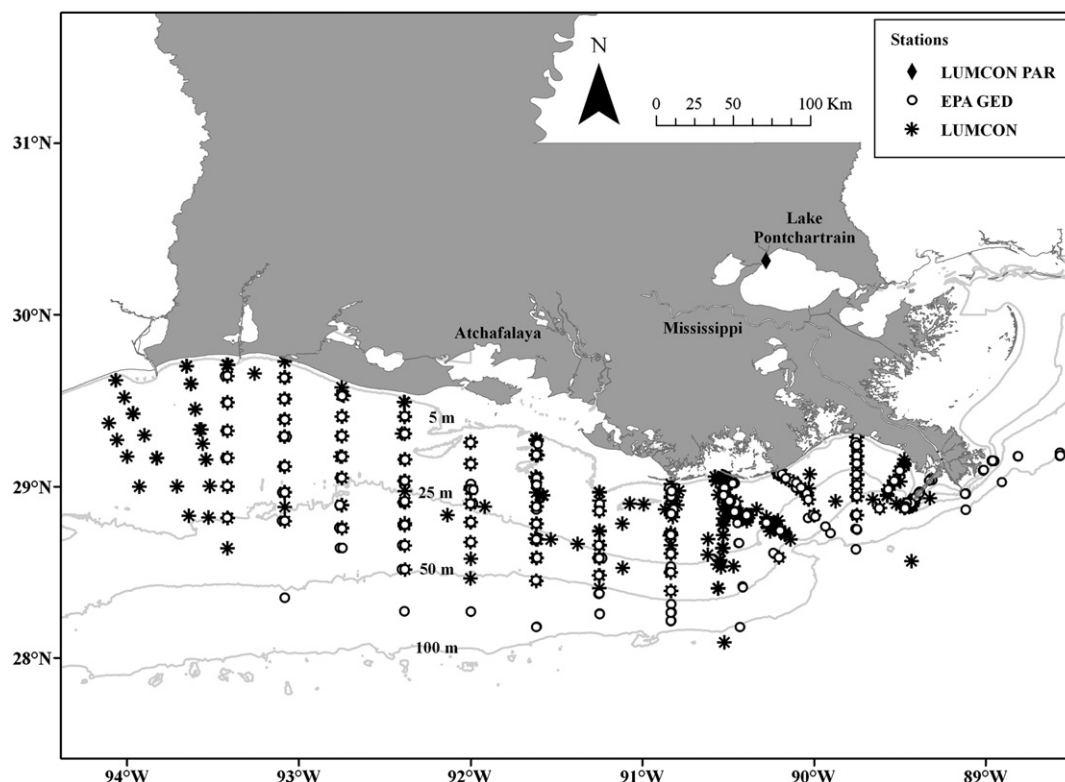 N
0 25 50 100 Km
Stations
LUMCON PAR
EPA GED
LUMCON
31°N
30°N
29°N
28°N
Lake
Pontchartrain
Atchafalaya
Mississippi
5 m
25 m
50 m
100 m
94°W 93°W 92°W 91°W 90°W 89°W